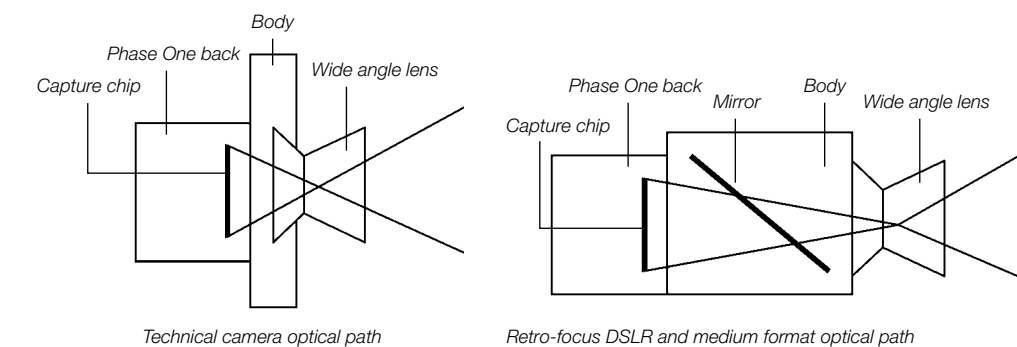 Body
Phase One back
Wide angle lens
Capture chip
Technical camera optical path
Phase One back
Body
Mirror
Wide angle lens
Capture chip
Retro-focus DSLR and medium format optical path